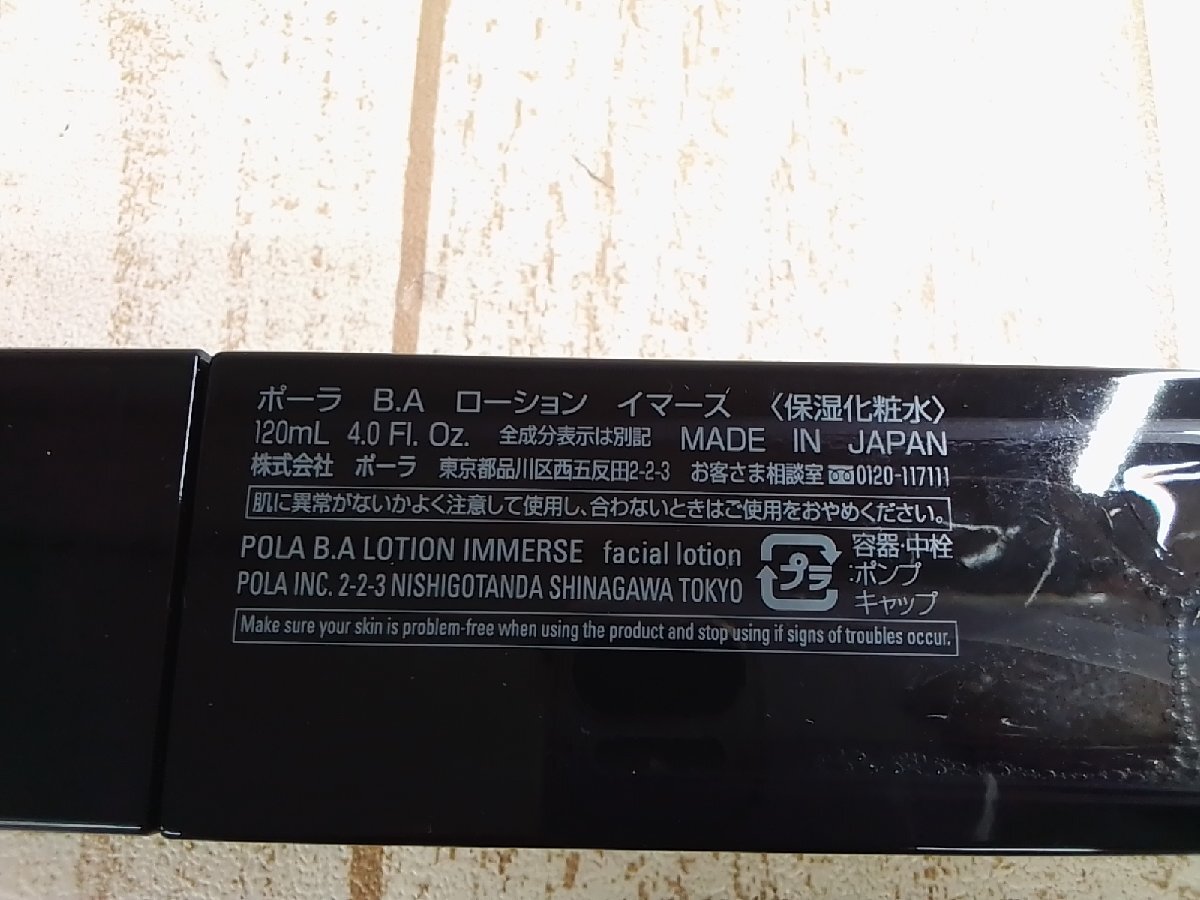 ポーラ B.A ローション イマーズ 〈保湿化粧水〉
120mL 4.0 Fl. Oz. 全成分表示は別記 MADE IN JAPAN
株式会社 ポーラ 東京都品川区西五反田2-2-3 お客さま相談室 0120-117111
肌に異常がないかよく注意して使用し、合わないときはご使用をおやめください。
POLA B.A LOTION IMMERSE facial lotion
POLA INC. 2-2-3 NISHIGOTANDA SHINAGAWA TOKYO
プラ
容器・中栓
:ポンプ
キャップ
Make sure your skin is problem-free when using the product and stop using if signs of troubles occur.